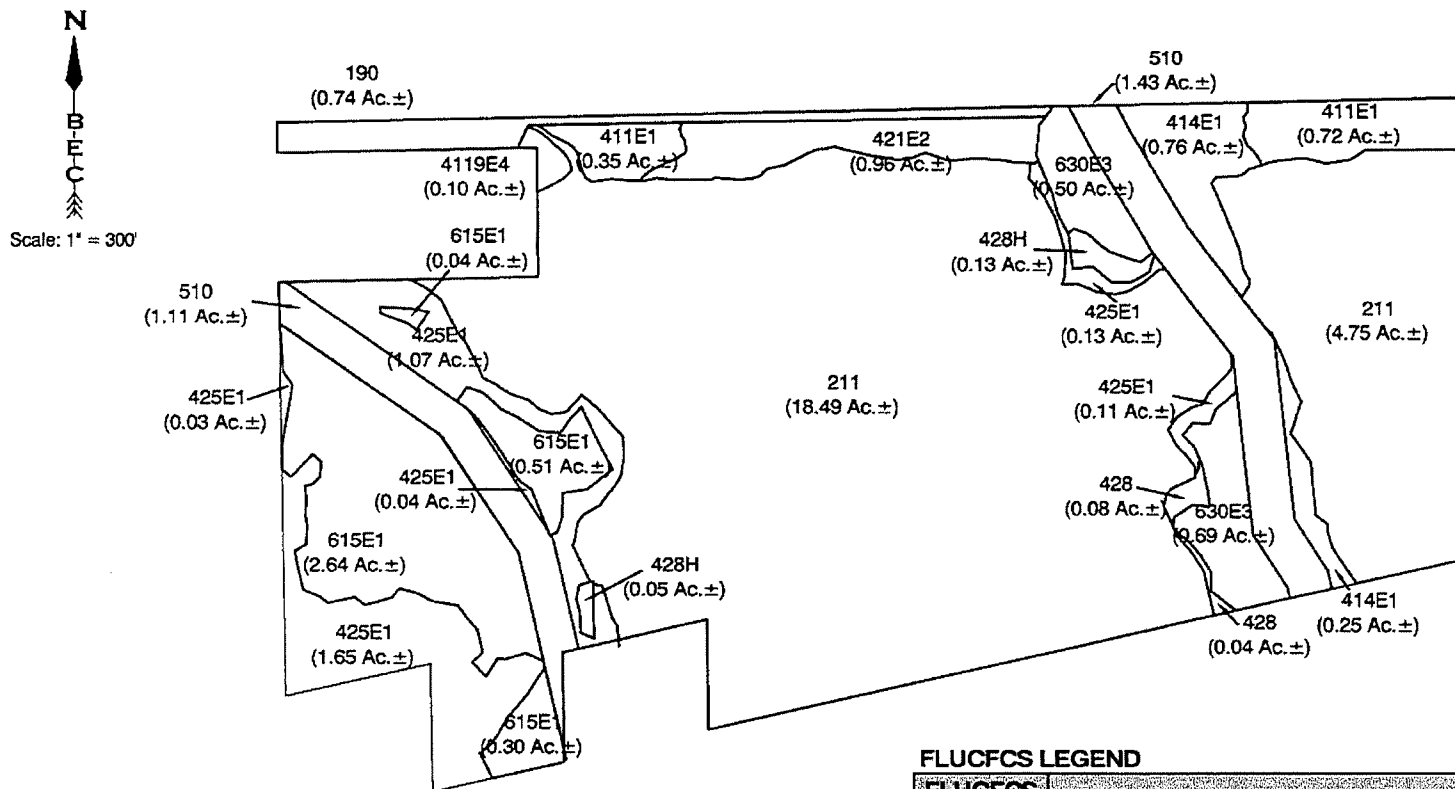 N
B-E-C
Scale: 1" = 300'
190
(0.74 Ac.±)
510
(1.43 Ac.±)
411E1
(0.35 Ac.±)
421E2
(0.96 Ac.±)
414E1
(0.76 Ac.±)
411E1
(0.72 Ac.±)
4119E4
(0.10 Ac.±)
630E3
(0.50 Ac.±)
615E1
(0.04 Ac.±)
428H
(0.13 Ac.±)
510
(1.11 Ac.±)
425E1
(1.07 Ac.±)
425E1
(0.13 Ac.±)
211
(4.75 Ac.±)
425E1
(0.03 Ac.±)
211
(18.49 Ac.±)
425E1
(0.11 Ac.±)
615E1
(0.51 Ac.±)
425E1
(0.04 Ac.±)
428
(0.08 Ac.±)
630E3
(0.69 Ac.±)
615E1
(2.64 Ac.±)
428H
(0.05 Ac.±)
414E1
(0.25 Ac.±)
428
(0.04 Ac.±)
425E1
(1.65 Ac.±)
615E1
(0.30 Ac.±)
FLUCFCS LEGEND
FLUCFCS